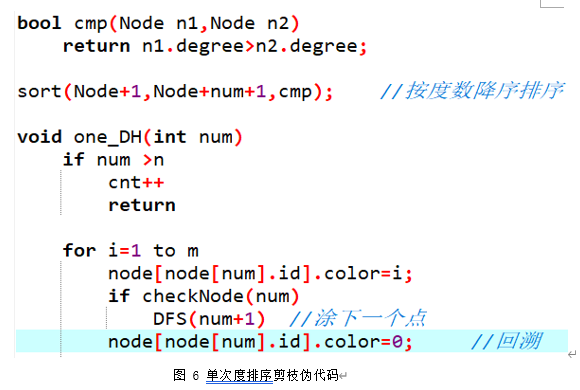 bool cmp(Node n1,Node n2)
return n1.degree>n2.degree;
sort(Node+1,Node+num+1,cmp); //按度数降序排序
void one_DH(int num)
if num >n
cnt++
return
for i=1 to m
node[node[num].id].color=i;
if checkNode(num)
DFS(num+1) //涂下一个点
node[node[num].id].color=0; //回溯
图 6 单次度排序剪枝伪代码